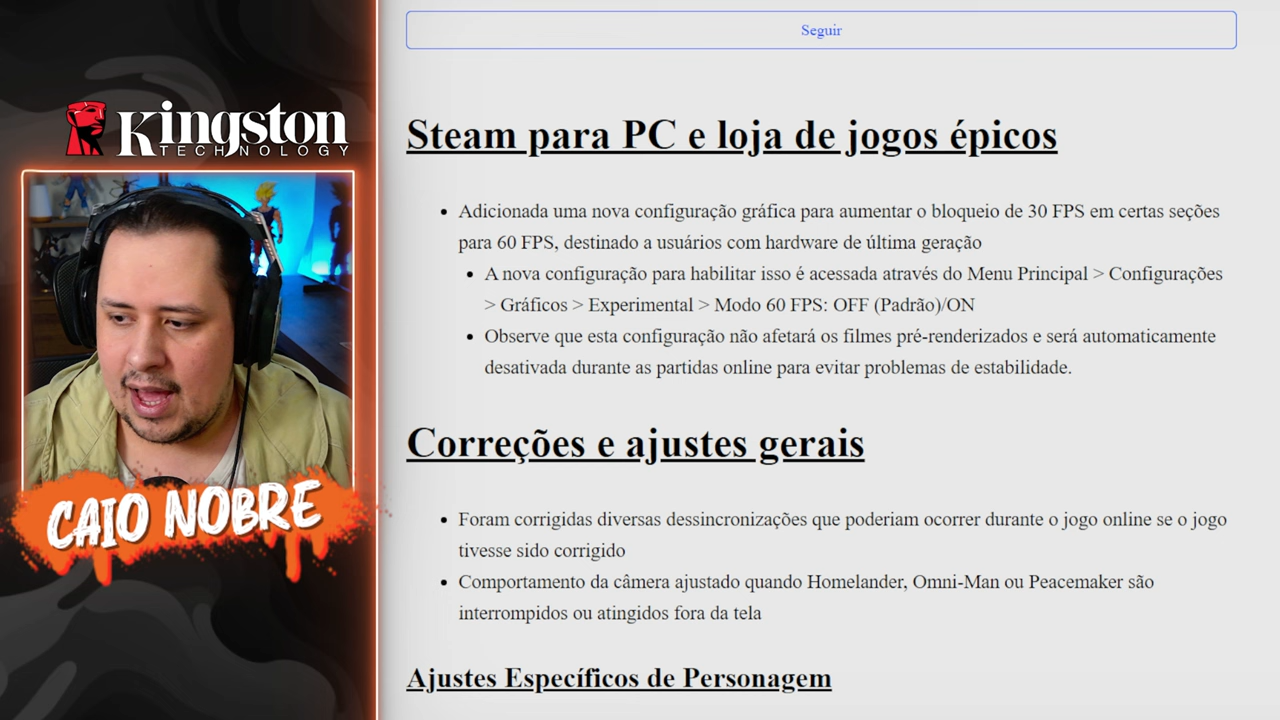 Kingston
TECHNOLOGY
CAIO NOBRE
Seguir
Steam para PC e loja de jogos épicos
Adicionada uma nova configuração gráfica para aumentar o bloqueio de 30 FPS em certas seções
para 60 FPS, destinado a usuários com hardware de última geração
A nova configuração para habilitar isso é acessada através do Menu Principal > Configurações
> Gráficos > Experimental > Modo 60 FPS: OFF (Padrão)/ON
Observe que esta configuração não afetará os filmes pré-renderizados e será automaticamente
desativada durante as partidas online para evitar problemas de estabilidade.
Correções e ajustes gerais
Foram corrigidas diversas dessincronizações que poderiam ocorrer durante o jogo online se o jogo
tivesse sido corrigido
Comportamento da câmera ajustado quando Homelander, Omni-Man ou Peacemaker são
interrompidos ou atingidos fora da tela
Ajustes Específicos de Personagem